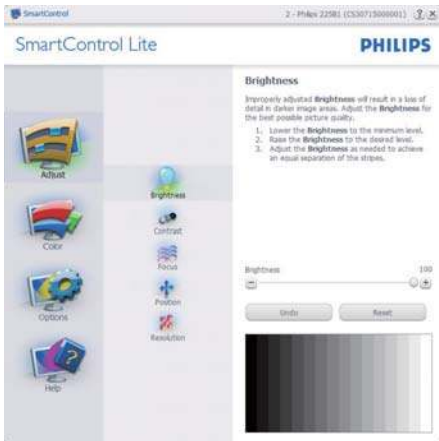 SmartControl
2 - Philips 225B1 (CS30715000001)
SmartControl Lite
PHILIPS
Adjust
Color
Options
Help
Brightness
Contrast
Focus
Position
Resolution
Brightness
Improperly adjusted Brightness will result in a loss of
detail in darker image areas. Adjust the Brightness for
the best possible picture quality.
1. Lower the Brightness to the minimum level.
2. Raise the Brightness to the desired level.
3. Adjust the Brightness as needed to achieve
an equal separation of the stripes.
Brightness 100
Undo Reset